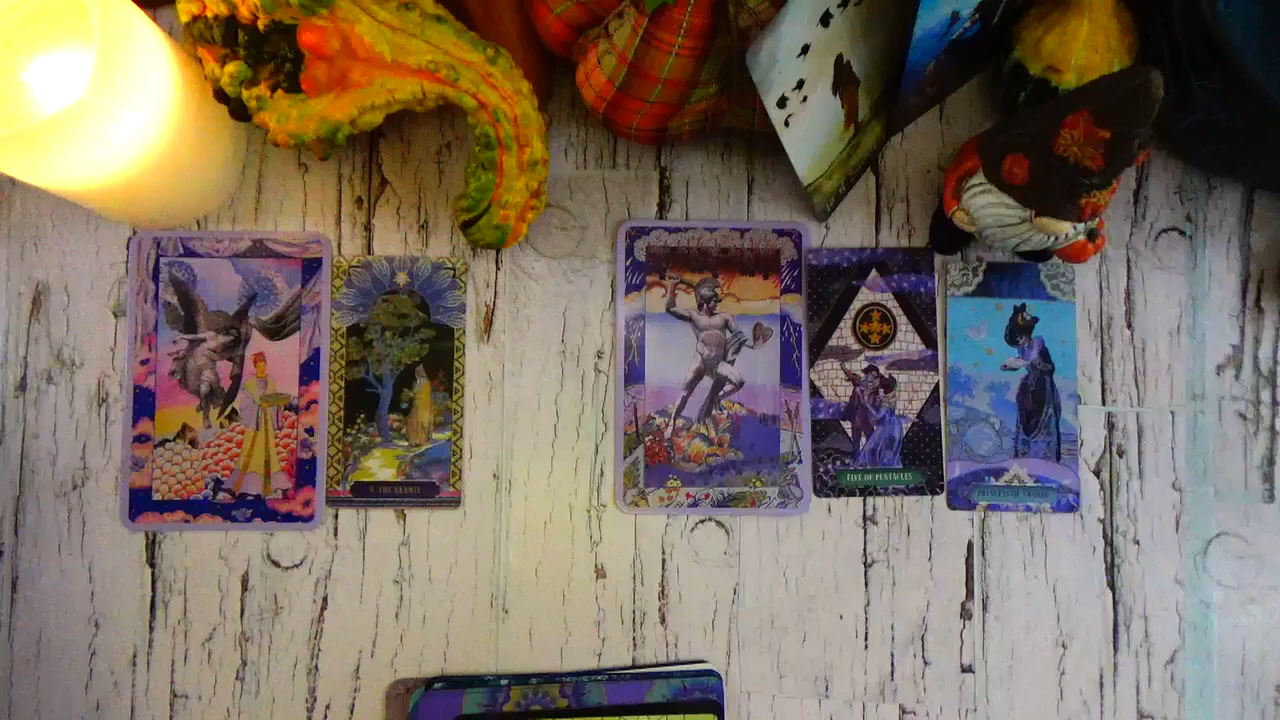 9. THE HERMIT
FIVE OF PENTACLES
PRINCESS OF SWORDS